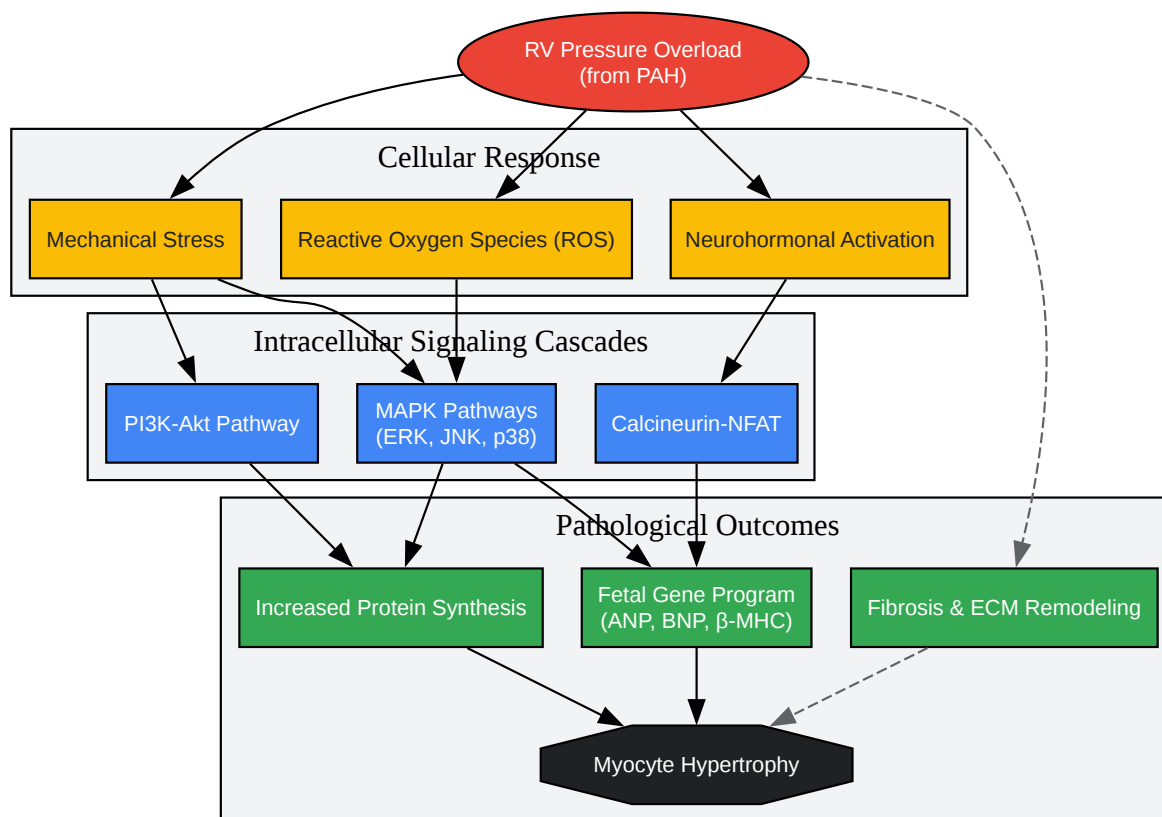 RV Pressure Overload
(from PAH)
Cellular Response
Mechanical Stress
Reactive Oxygen Species (ROS)
Neurohormonal Activation
Intracellular Signaling Cascades
PI3K-Akt Pathway
MAPK Pathways
(ERK, JNK, p38)
Calcineurin-NFAT
Pathological Outcomes
Increased Protein Synthesis
Fetal Gene Program
(ANP, BNP, β-MHC)
Fibrosis & ECM Remodeling
Myocyte Hypertrophy